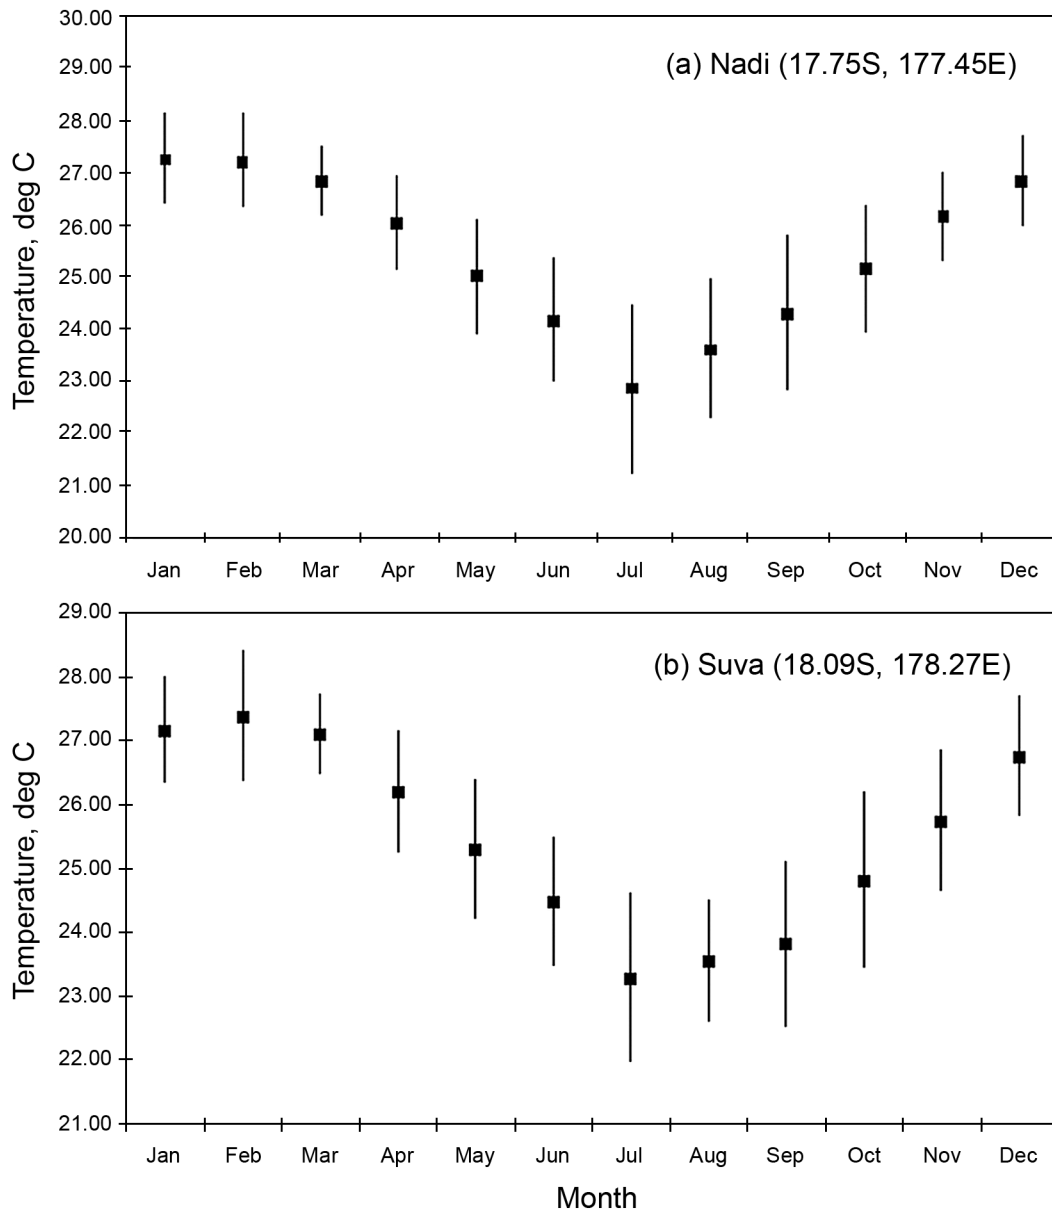 30.00
(a) Nadi (17.75S, 177.45E)
29.00
28.00
27.00
26.00
25.00
24.00
23.00
22.00
21.00
20.00
Temperature, deg C
Jan Feb Mar Apr May Jun Jul Aug Sep Oct Nov Dec
29.00
(b) Suva (18.09S, 178.27E)
28.00
27.00
26.00
25.00
24.00
23.00
22.00
21.00
Temperature, deg C
Jan Feb Mar Apr May Jun Jul Aug Sep Oct Nov Dec
Month